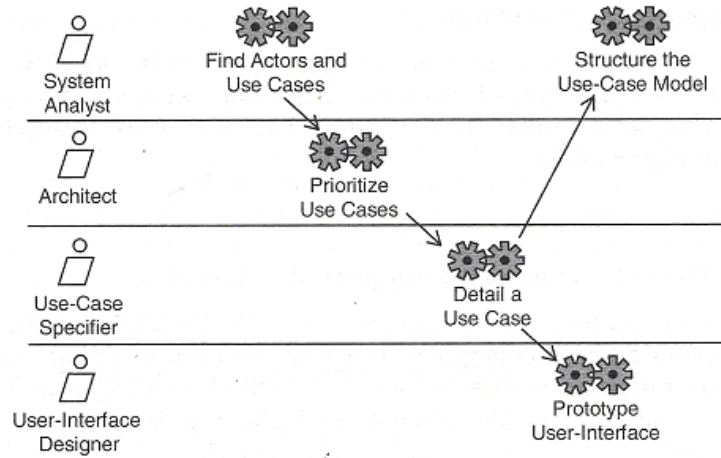 System
Analyst
Find Actors and
Use Cases
Structure the
Use-Case Model
Architect
Prioritize
Use Cases
Use-Case
Specifier
Detail a
Use Case
User-Interface
Designer
Prototype
User-Interface